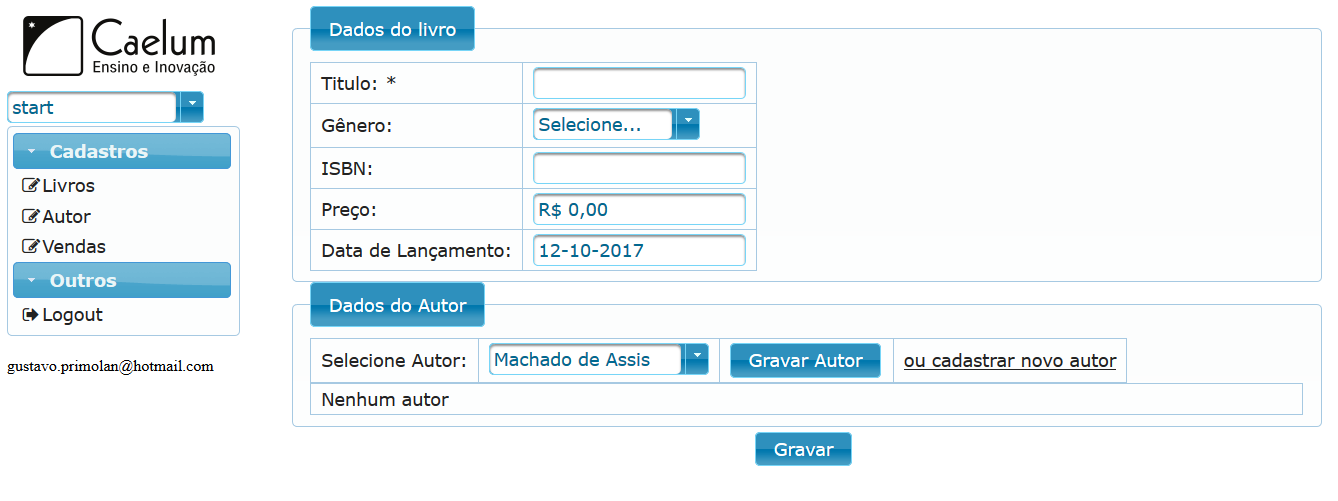 Caelum
Ensino e Inovação
start
Cadastros
Livros
Autor
Vendas
Outros
Logout
gustavo.primolan@hotmail.com
Dados do livro
Titulo: *
Gênero: Selecione...
ISBN:
Preço: R$ 0,00
Data de Lançamento: 12-10-2017
Dados do Autor
Selecione Autor: Machado de Assis Gravar Autor ou cadastrar novo autor
Nenhum autor
Gravar